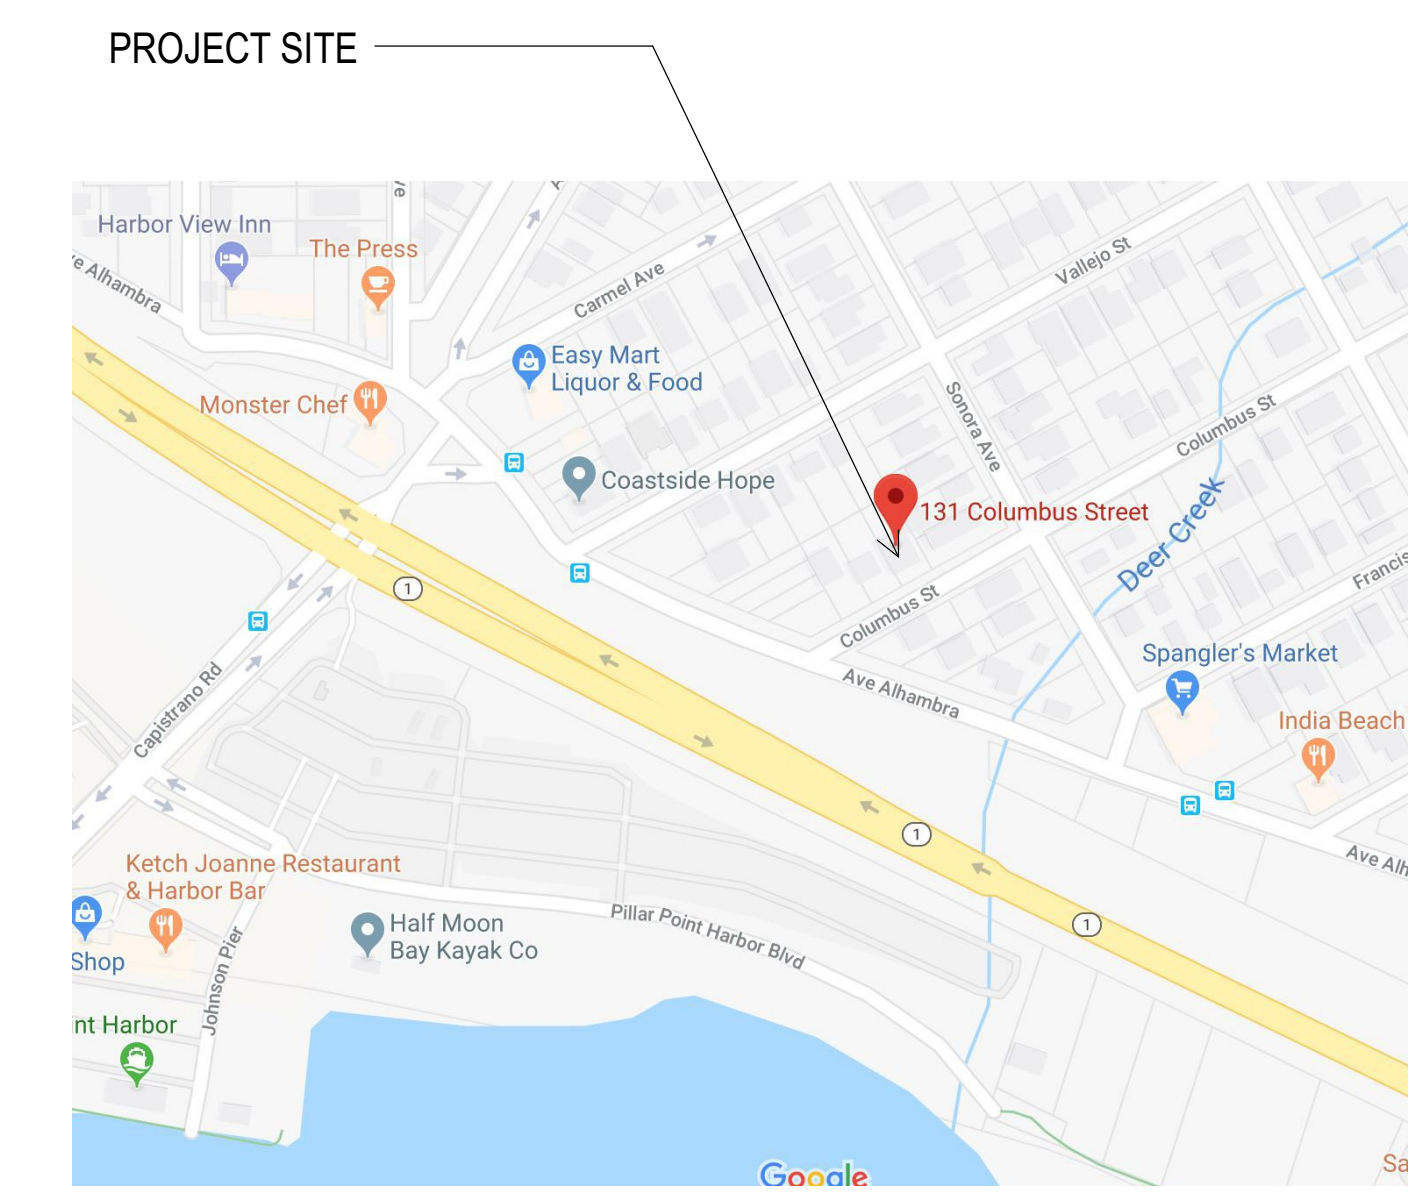 PROJECT SITE
Harbor View Inn
The Press
Carmel Ave
Vallejo St
Alhambra
Easy Mart
Liquor & Food
Monster Chef
Sonora Ave
Columbus St
Coastside Hope
131 Columbus Street
Deer Creek
1
Columbus St
Capistrano Rd
Ave Alhambra
Spangler's Market
India Beach
1
Ave Alh
Ketch Joanne Restaurant
& Harbor Bar
Half Moon
Bay Kayak Co
Pillar Point Harbor Blvd
1
Shop
Johnson Pier
nt Harbor
Francis
Sa
Google